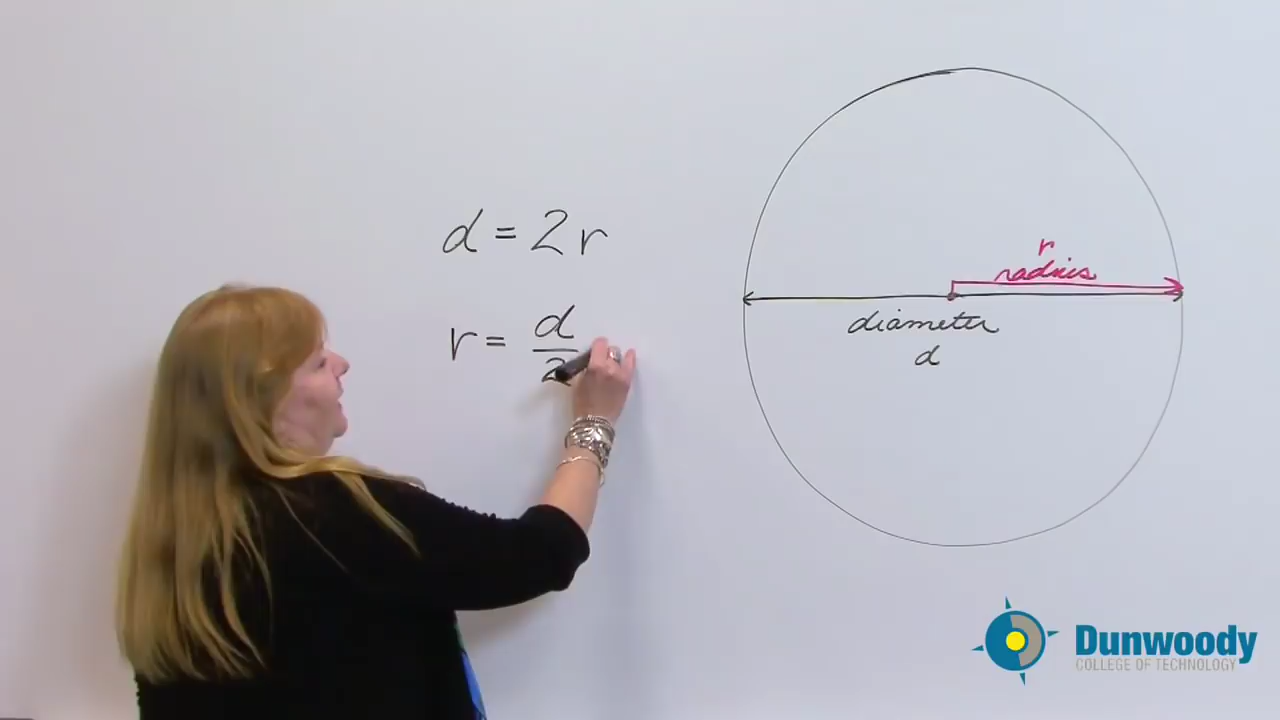 d = 2r
r = d/2
r
radius
diameter
d
Dunwoody
COLLEGE OF TECHNOLOGY